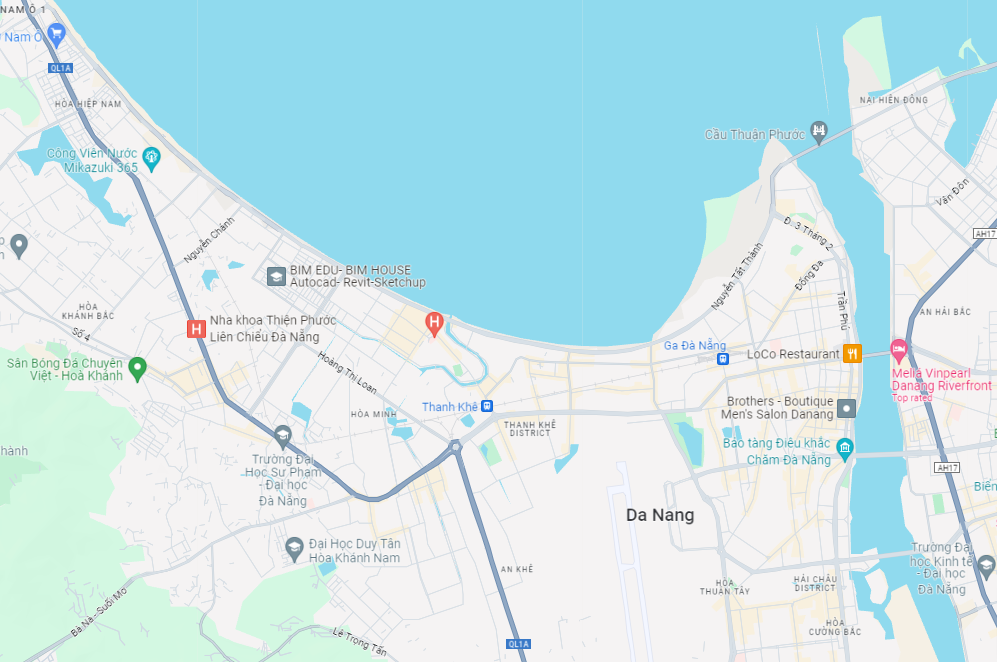 NAM Ô 1
Nam Ô
QL1A
HÒA HIỆP NAM
Công Viên Nước
Mikazuki 365
Nguyễn Chánh
BIM EDU- BIM HOUSE
Autocad- Revit-Sketchup
HÒA
KHÁNH BẮC
Số 4
Nha khoa Thiện Phước
Liên Chiểu Đà Nẵng
Sân Bóng Đá Chuyên
Việt - Hoà Khánh
Hoàng Thị Loan
HÒA MINH
Thanh Khê
THANH KHÊ
DISTRICT
Trường Đại
Học Sư Phạm
- Đại học
Đà Nẵng
Đại Học Duy Tân
Hòa Khánh Nam
AN KHÊ
Bà Nà - Suối Mơ
Lê Trọng Tấn
QL1A
Da Nang
Cầu Thuận Phước
NẠI HIÊN ĐÔNG
Vân Đồn
AH17
Đ. 3 Tháng 2
Đống Đa
Nguyễn Tất Thành
Trần Phú
AN HẢI BẮC
Ga Đà Nẵng
LoCo Restaurant
Meliá Vinpearl
Danang Riverfront
Top rated
Brothers - Boutique
Men's Salon Danang
Bảo tàng Điêu khắc
Chăm Đà Nẵng
AH17
Biển
Trường Đại
học Kinh tế
- Đại học
Đà Nẵng
HÒA
THUẬN TÂY
HẢI CHÂU
DISTRICT
HÒA
CƯỜNG BẮC
hành